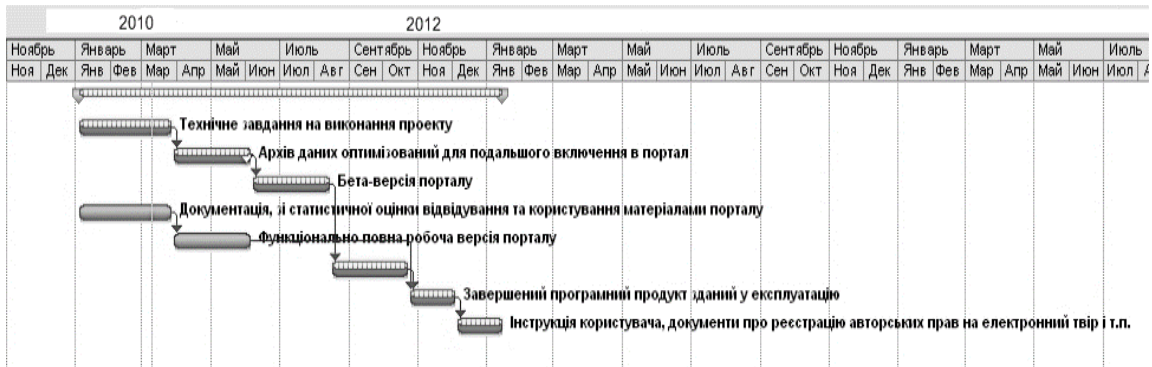 2010 2012
Ноябрь Январь Март Май Июль Сентябрь Ноябрь Январь Март Май Июль Сентябрь Ноябрь Январь Март Май Июль
Ноя Дек Янв Фев Мар Апр Май Июн Июл Авг Сен Окт Ноя Дек Янв Фев Мар Апр Май Июн Июл Авг Сен Окт Ноя Дек Янв Фев Мар Апр Май Июн Июл А
Технічне завдання на виконання проекту
Архів даних оптимізований для подальшого включення в портал
Бета-версія порталу
Документація, зі статистичної оцінки відвідування та користування матеріалами порталу
Функціонально повна робоча версія порталу
Завершений програмний продукт зданий у експлуатацію
Інструкція користувача, документи про реєстрацію авторських прав на електронний твір і т.п.